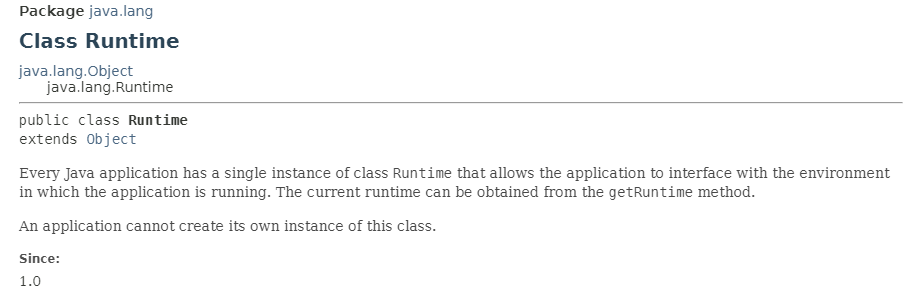 Package java.lang
Class Runtime
java.lang.Object
java.lang.Runtime
public class Runtime
extends Object
Every Java application has a single instance of class Runtime that allows the application to interface with the environment
in which the application is running. The current runtime can be obtained from the getRuntime method.
An application cannot create its own instance of this class.
Since:
1.0